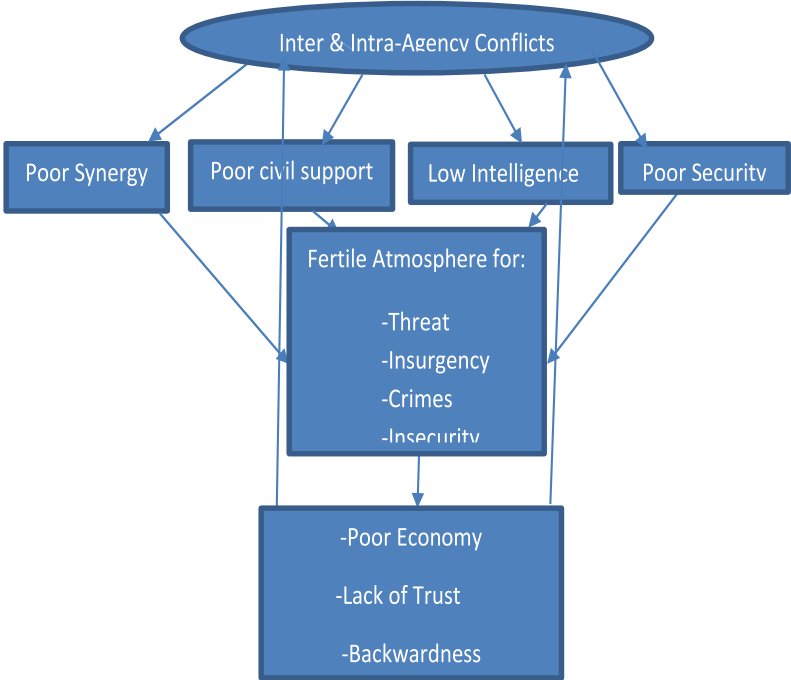 Inter & Intra-Agency Conflicts
Poor Synergy
Poor civil support
Low Intelligence
Poor Security
Fertile Atmosphere for:
-Threat
-Insurgency
-Crimes
-Insecurity
-Poor Economy
-Lack of Trust
-Backwardness